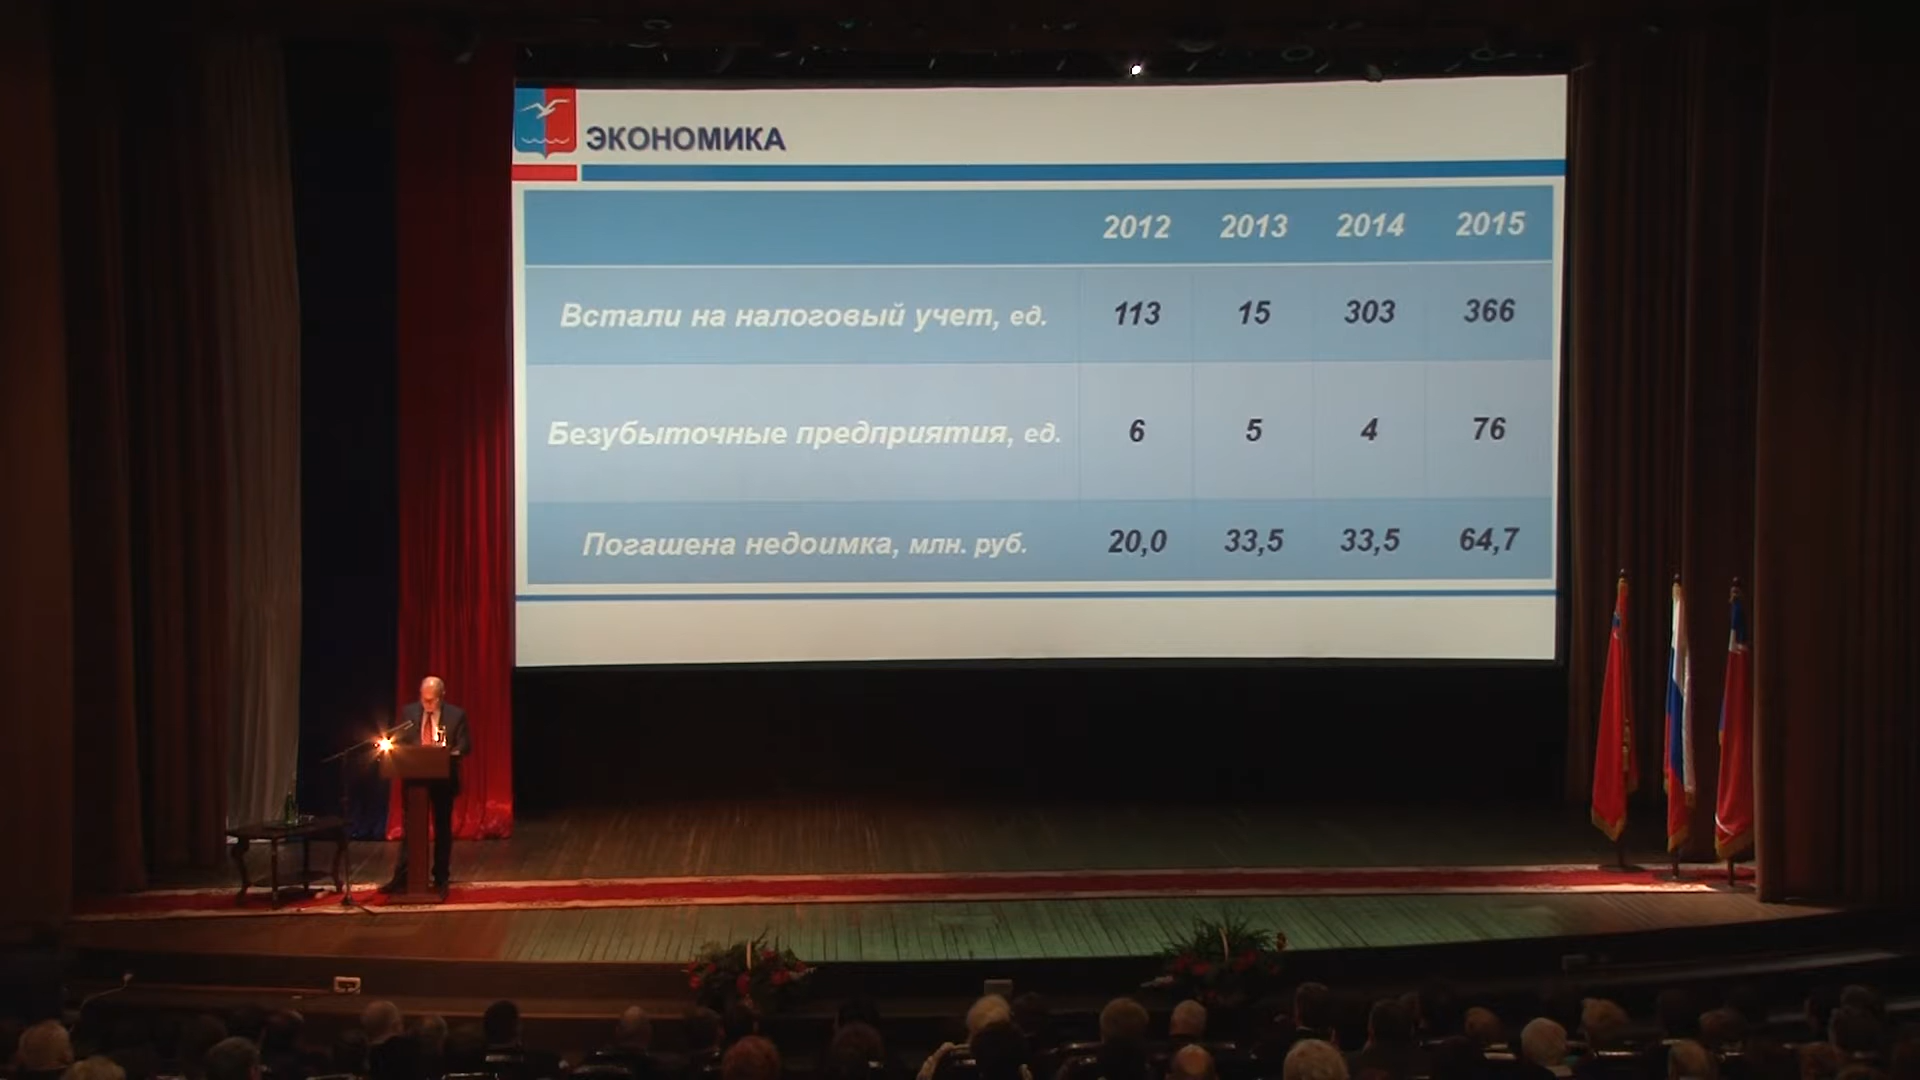 ЭКОНОМИКА
2012 2013 2014 2015
Встали на налоговый учет, ед. 113 15 303 366
Безубыточные предприятия, ед. 6 5 4 76
Погашена недоимка, млн. руб. 20,0 33,5 33,5 64,7